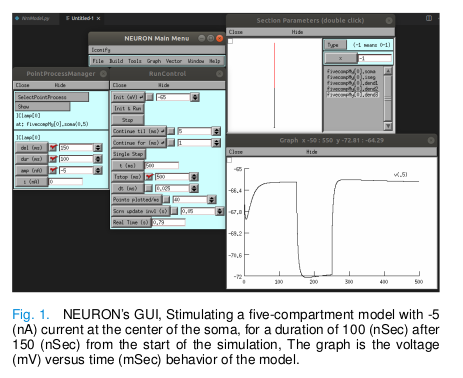 AimModel.py
Untitled-1
NEURON Main Menu
Iconify
File Build Tools Graph Vector Window Help
PointProcessManager
Close Hide
SelectPointProcess
Show
IClamp[0]
at: fivecompMy[0].soma(0.5)
IClamp[0]
del (ms) 150
dur (ms) 100
amp (nA) -5
i (nA) 0
RunControl
Close Hide
Init (mV) -65
Init & Run
Stop
Continue til (ms) 5
Continue for (ms) 1
Single Step
t (ms) 500
Tstop (ms) 500
dt (ms) 0.025
Points plotted/ms 40
Scrn update invl (s) 0.05
Real Time (s) 0.79
Section Parameters (double click)
Close Hide
Type (-1 means (~1)
x -1
fivecompMy[0].soma
fivecompMy[0].iseg
fivecompMy[0].dend1
fivecompMy[0].dend2
fivecompMy[0].dend3
Graph x -50 : 550 y -72.81 : -64.29
Close Hide
-65
v(.5)
-66.4
-67.8
-69.2
-70.6
-72
0 100 200 300 400 500
Fig. 1. NEURON's GUI, Stimulating a five-compartment model with -5
(nA) current at the center of the soma, for a duration of 100 (nSec) after
150 (nSec) from the start of the simulation, The graph is the voltage
(mV) versus time (mSec) behavior of the model.